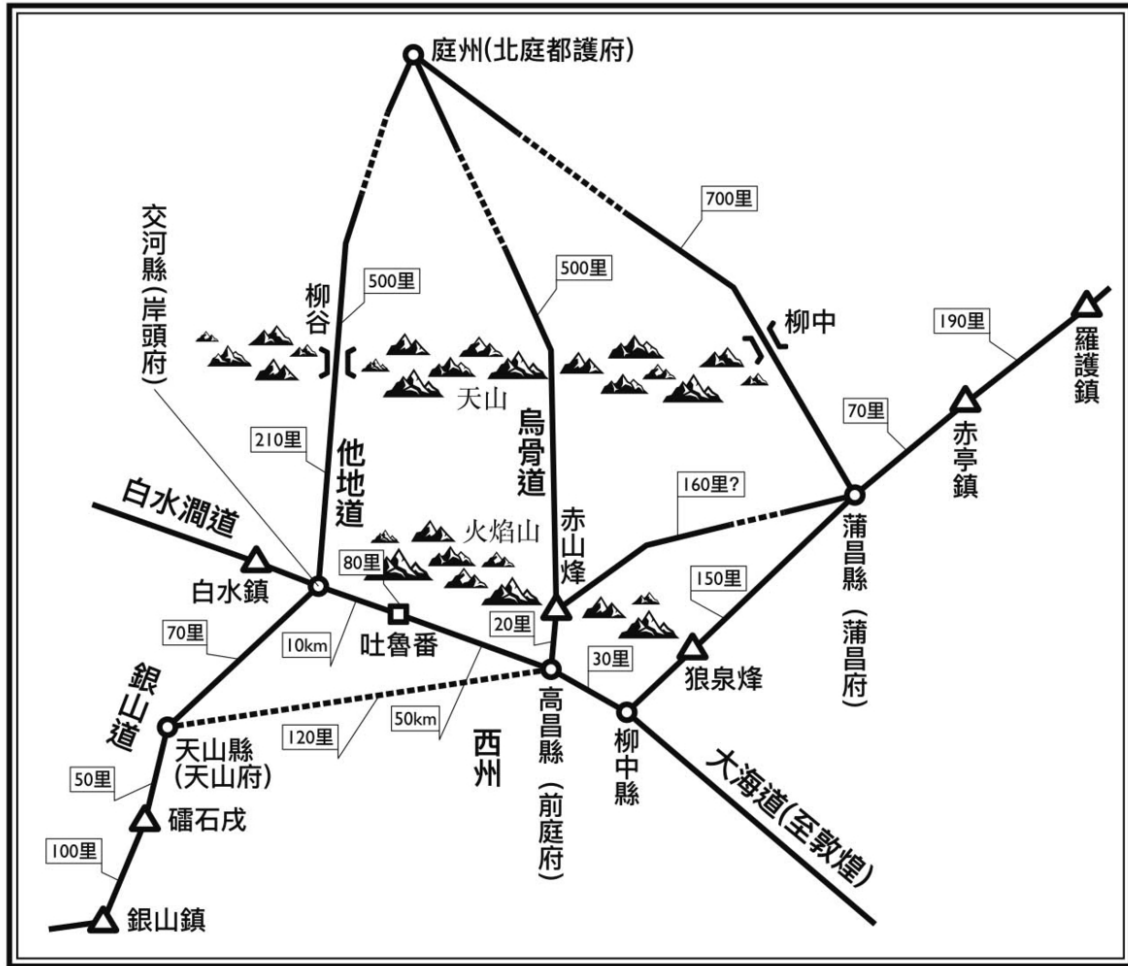 庭州(北庭都護府)
700里
交河縣(岸頭府)
柳谷
500里
500里
柳中
190里
羅護鎮
天山
烏骨道
70里
赤亭鎮
210里
他地道
160里?
白水澗道
火焰山
赤山烽
蒲昌縣(蒲昌府)
80里
白水鎮
150里
70里
10km
吐魯番
20里
30里
狼泉烽
銀山道
天山縣
(天山府)
120里
50km
西州
高昌縣(前庭府)
柳中縣
大海道(至敦煌)
50里
礌石戍
100里
銀山鎮